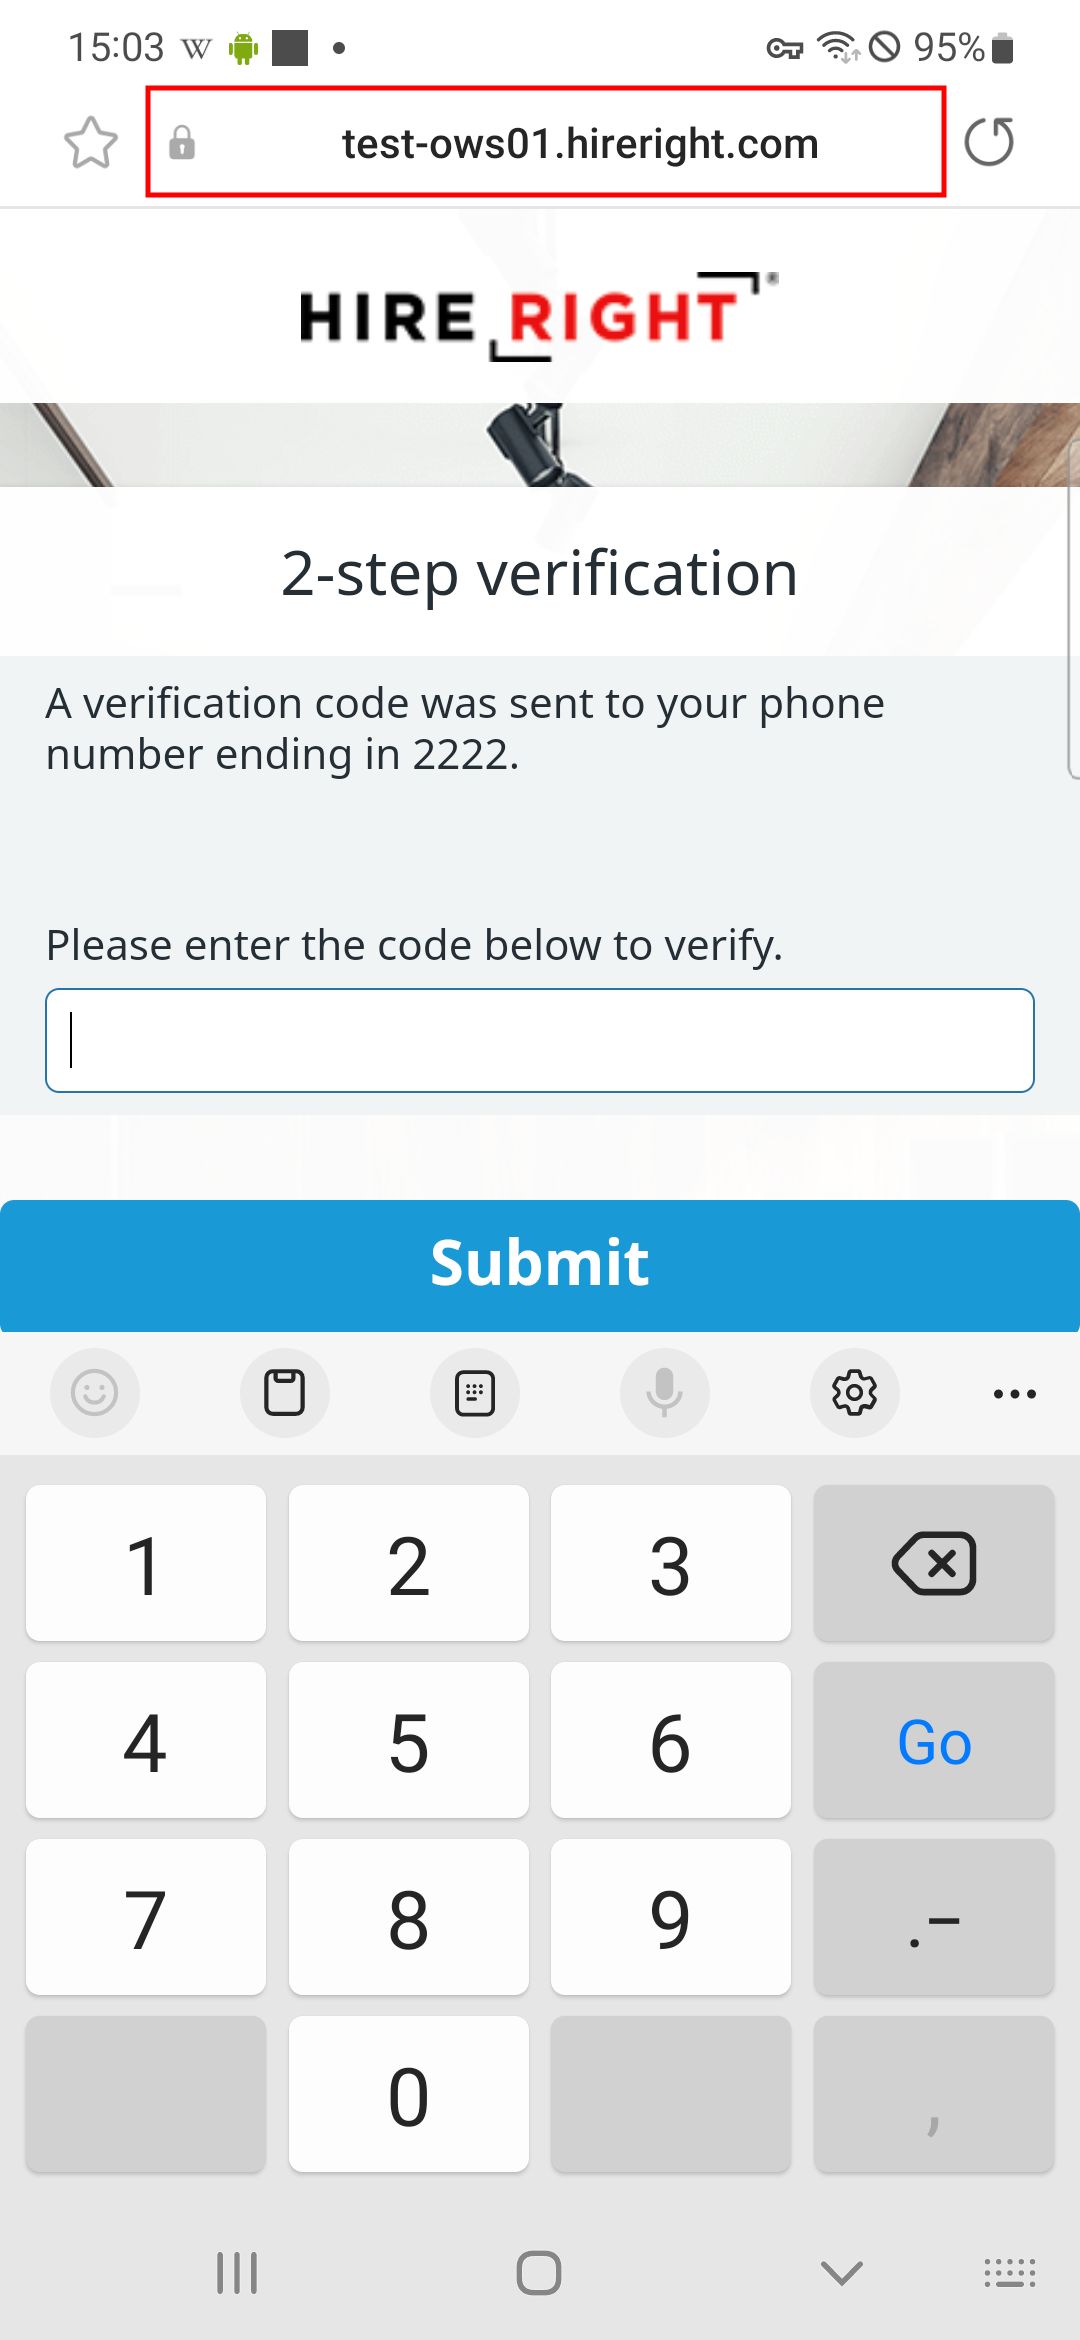 15:03 W 95%
test-ows01.hireright.com
HIRE RIGHT®
2-step verification
A verification code was sent to your phone
number ending in 2222.
Please enter the code below to verify.
Submit
1 2 3
4 5 6 Go
7 8 9 .-
0 ,